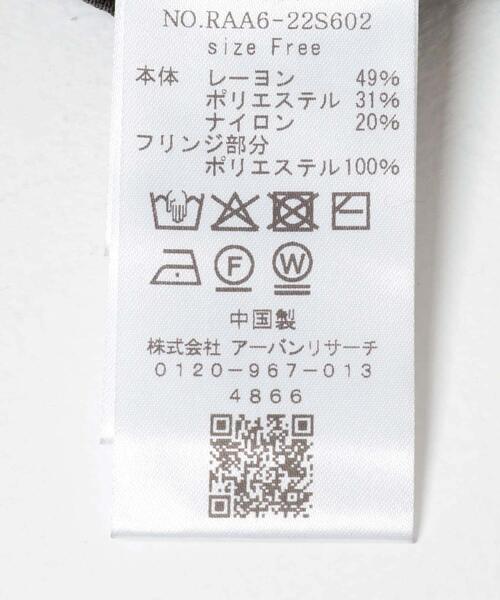 NO.RAA6-22S602
size Free
本体 レーヨン 49%
ポリエステル 31%
ナイロン 20%
フリンジ部分
ポリエステル100%
F W
中国製
株式会社 アーバンリサーチ
0120-967-013
4866